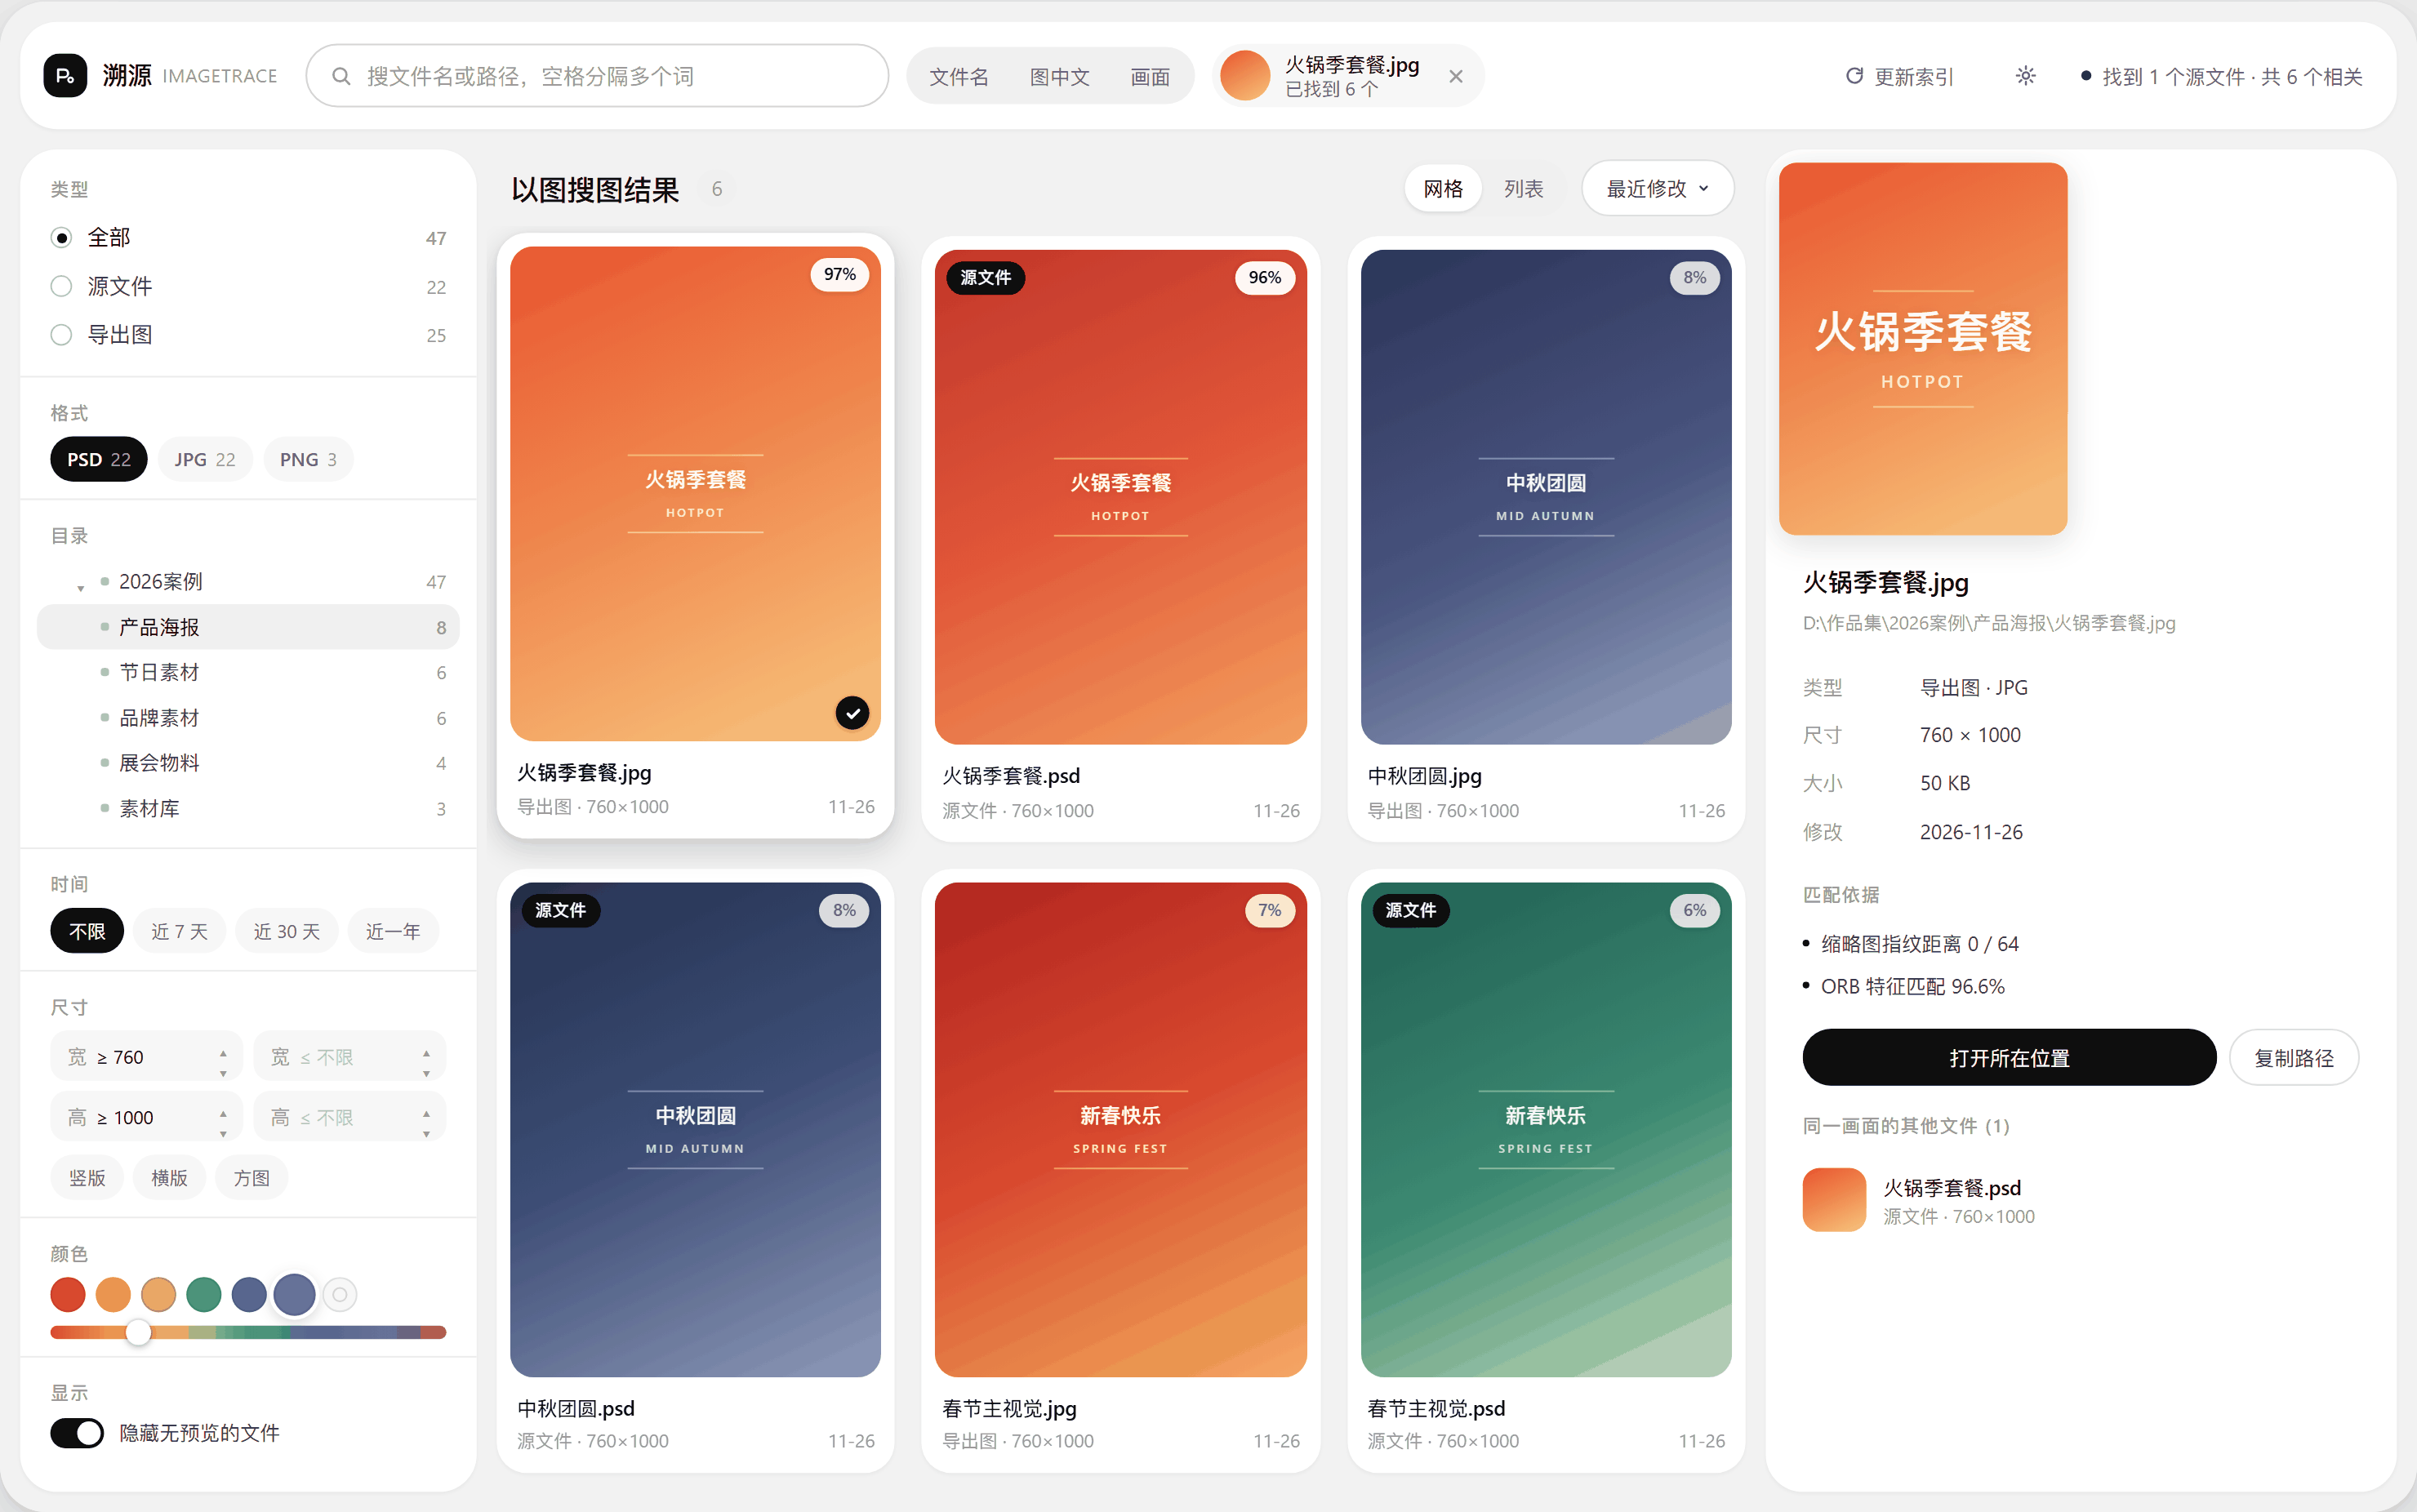 溯源 IMAGETRACE
搜文件名或路径，空格分隔多个词
文件名 图中文 画面
火锅季套餐.jpg
已找到 6 个
更新索引
找到 1 个源文件 · 共 6 个相关
类型
全部 47
源文件 22
导出图 25
格式
PSD 22 JPG 22 PNG 3
目录
2026案例 47
产品海报 8
节日素材 6
品牌素材 6
展会物料 4
素材库 3
时间
不限 近 7 天 近 30 天 近一年
尺寸
宽 ≥ 760 宽 ≤ 不限
高 ≥ 1000 高 ≤ 不限
竖版 横版 方图
颜色
显示
隐藏无预览的文件
以图搜图结果 6
网格 列表 最近修改
97%
火锅季套餐
HOTPOT
火锅季套餐.jpg
导出图 · 760×1000 11-26
源文件 96%
火锅季套餐
HOTPOT
火锅季套餐.psd
源文件 · 760×1000 11-26
8%
中秋团圆
MID AUTUMN
中秋团圆.jpg
导出图 · 760×1000 11-26
源文件 8%
中秋团圆
MID AUTUMN
中秋团圆.psd
源文件 · 760×1000 11-26
7%
新春快乐
SPRING FEST
春节主视觉.jpg
导出图 · 760×1000 11-26
源文件 6%
新春快乐
SPRING FEST
春节主视觉.psd
源文件 · 760×1000 11-26
火锅季套餐
HOTPOT
火锅季套餐.jpg
D:\作品集\2026案例\产品海报\火锅季套餐.jpg
类型 导出图 · JPG
尺寸 760 × 1000
大小 50 KB
修改 2026-11-26
匹配依据
缩略图指纹距离 0 / 64
ORB 特征匹配 96.6%
打开所在位置 复制路径
同一画面的其他文件 (1)
火锅季套餐.psd
源文件 · 760×1000